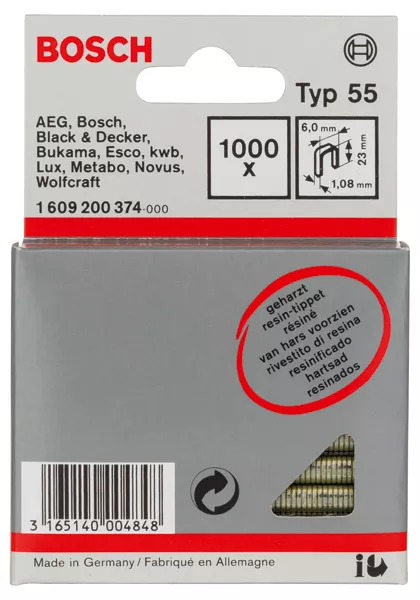 BOSCH
Typ 55
AEG, Bosch,
Black & Decker,
Bukama, Esco, kwb,
Lux, Metabo, Novus,
Wolfcraft
1 609 200 374-000
1000
x
6,0 mm
23 mm
1,08 mm
geharzt
resin-tippet
résiné
van hars voorzien
rivestito di resina
resinificado
hartsad
resinados
3 165140 004848
Made in Germany / Fabriqué en Allemagne